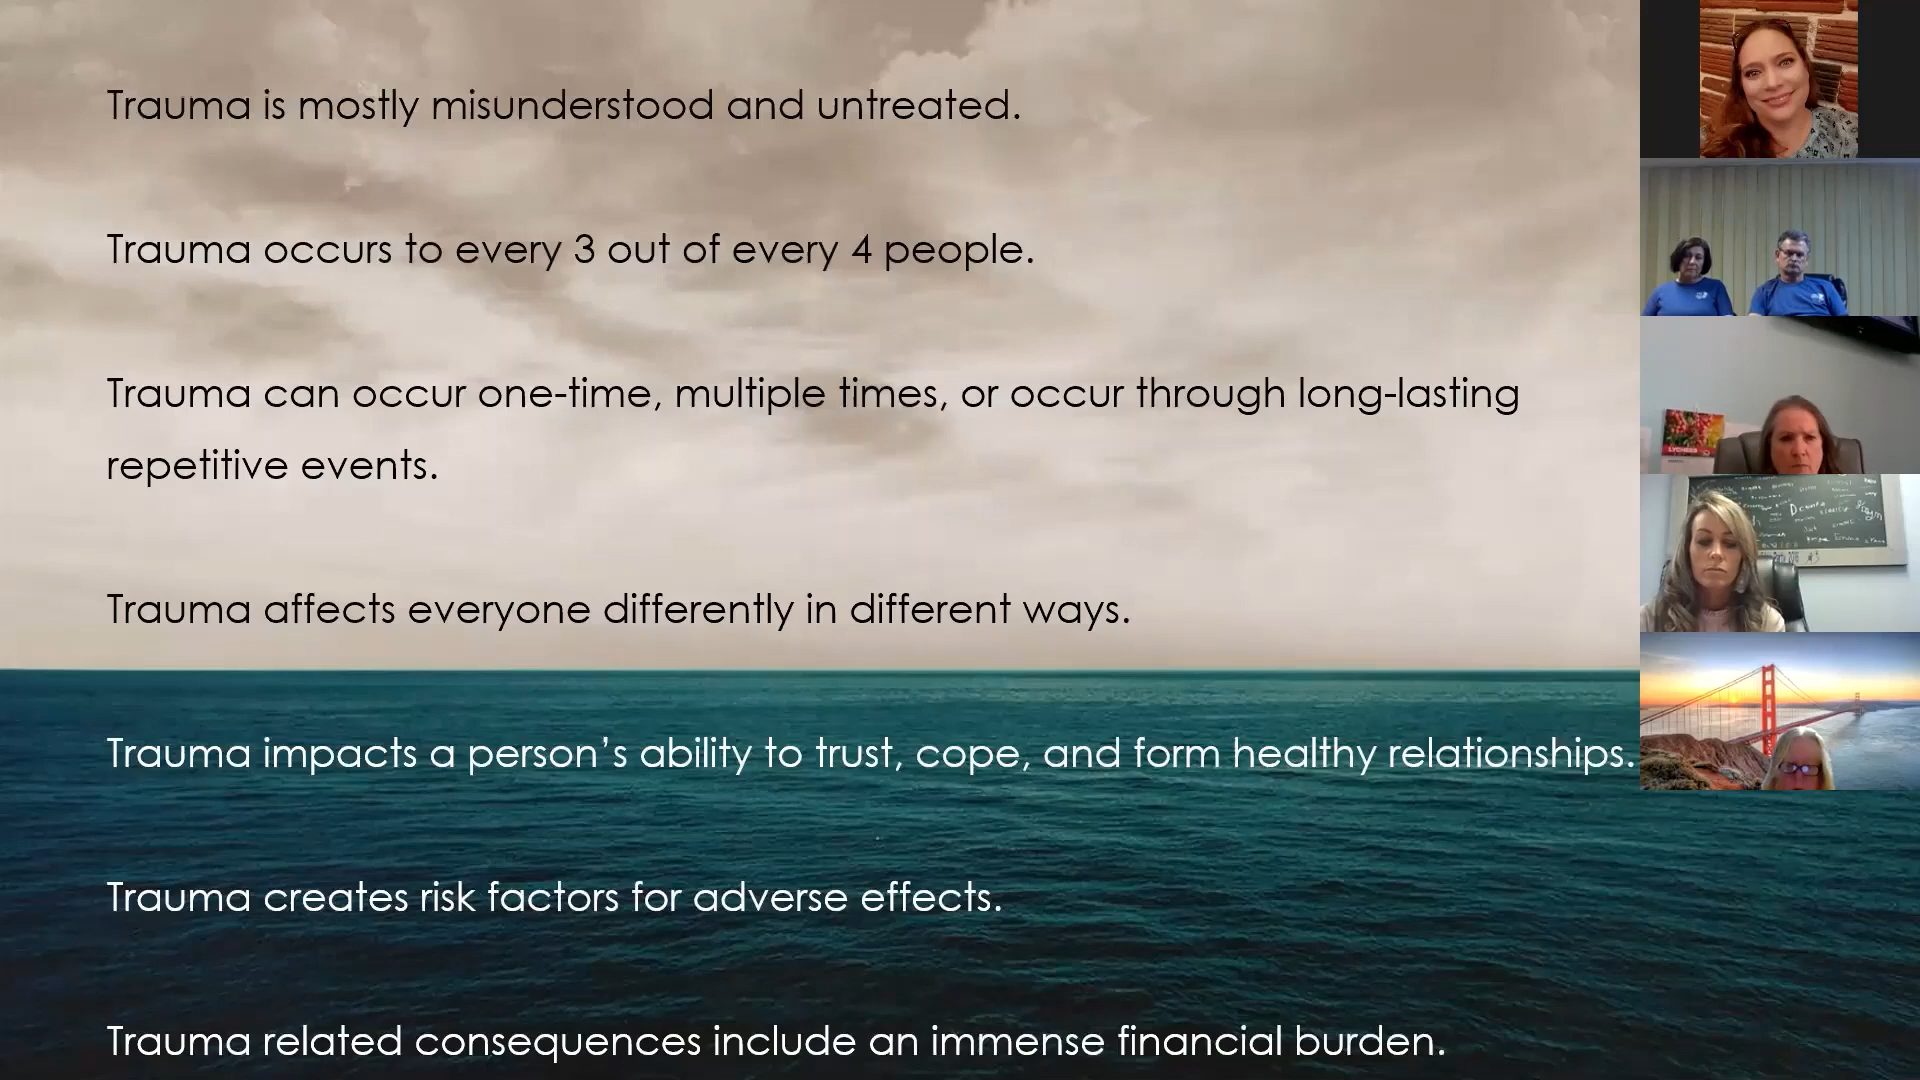 Trauma is mostly misunderstood and untreated.
Trauma occurs to every 3 out of every 4 people.
Trauma can occur one-time, multiple times, or occur through long-lasting
repetitive events.
Trauma affects everyone differently in different ways.
Trauma impacts a person’s ability to trust, cope, and form healthy relationships.
Trauma creates risk factors for adverse effects.
Trauma related consequences include an immense financial burden.
LYCHEES